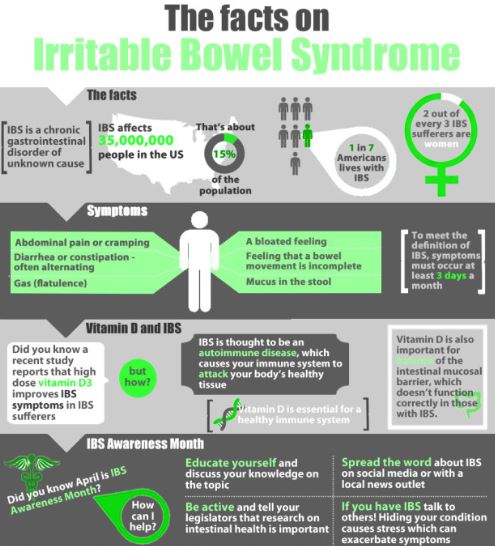 The facts on
Irritable Bowel Syndrome
The facts
IBS is a chronic
gastrointestinal
disorder of
unknown cause
IBS affects
35,000,000
people in the US
That's about
15%
of the
population
1 in 7
Americans
lives with
IBS
2 out of
every 3 IBS
sufferers are
women
Symptoms
Abdominal pain or cramping
Diarrhea or constipation -
often alternating
Gas (flatulence)
A bloated feeling
Feeling that a bowel
movement is incomplete
Mucus in the stool
To meet the
definition of
IBS, symptoms
must occur at
least 3 days a
month
Vitamin D and IBS
Did you know a
recent study
reports that high
dose vitamin D3
improves IBS
symptoms in IBS
sufferers
but
how?
IBS is thought to be an
autoimmune disease, which
causes your immune system to
attack your body's healthy
tissue
Vitamin D is essential for a
healthy immune system
Vitamin D is also
important for
of the
intestinal mucosal
barrier, which
doesn't function
correctly in those
with IBS.
IBS Awareness Month
Did you know April is IBS
Awareness Month?
How
can I
help?
Educate yourself and
discuss your knowledge on
the topic
Be active and tell your
legislators that research on
intestinal health is important
Spread the word about IBS
on social media or with a
local news outlet
If you have IBS talk to
others! Hiding your condition
causes stress which can
exacerbate symptoms